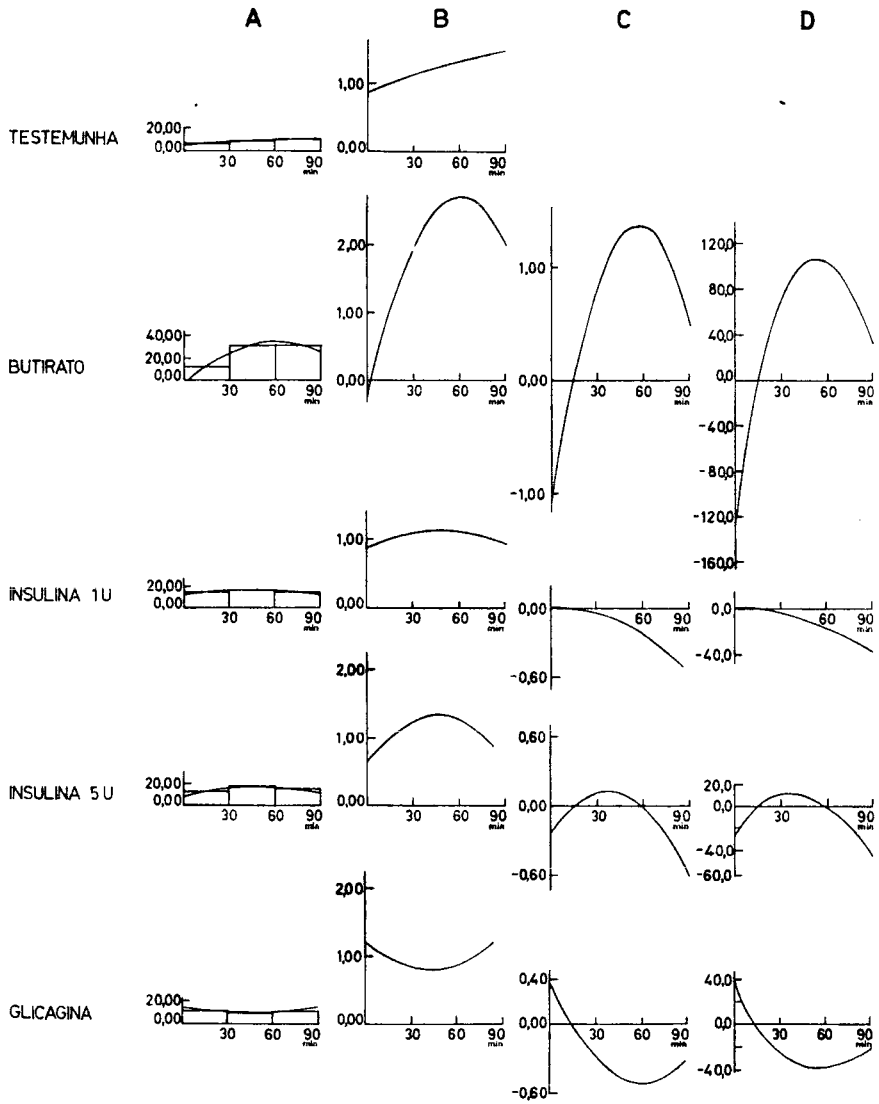 A B C D
TESTEMUNHA
20,00
0,00
30 60 90
min
1,00
0,00
30 60 90
min
BUTIRATO
40,00
20,00
0,00
30 60 90
min
2,00
1,00
0,00
30 60 90
min
1,00
0,00
30 60 90
min
-1,00
120,0
80,0
40,0
0,0
30 60 90
min
-40,0
-80,0
-120,0
-160,0
INSULINA 1U
20,00
0,00
30 60 90
min
1,00
0,00
30 60 90
min
0,00
60 90
min
-0,60
0,0
60 90
min
-40,0
INSULINA 5U
20,00
0,00
30 60 90
min
2,00
1,00
0,00
30 60 90
min
0,60
0,00
30 60 90
min
-0,60
20,0
0,0
30 60 90
min
-40,0
-60,0
GLICAGINA
20,00
0,00
30 60 90
min
2,00
1,00
0,00
30 60 90
min
0,40
0,00
30 60 90
min
-0,60
40,0
0,0
30 60 90
min
-40,0